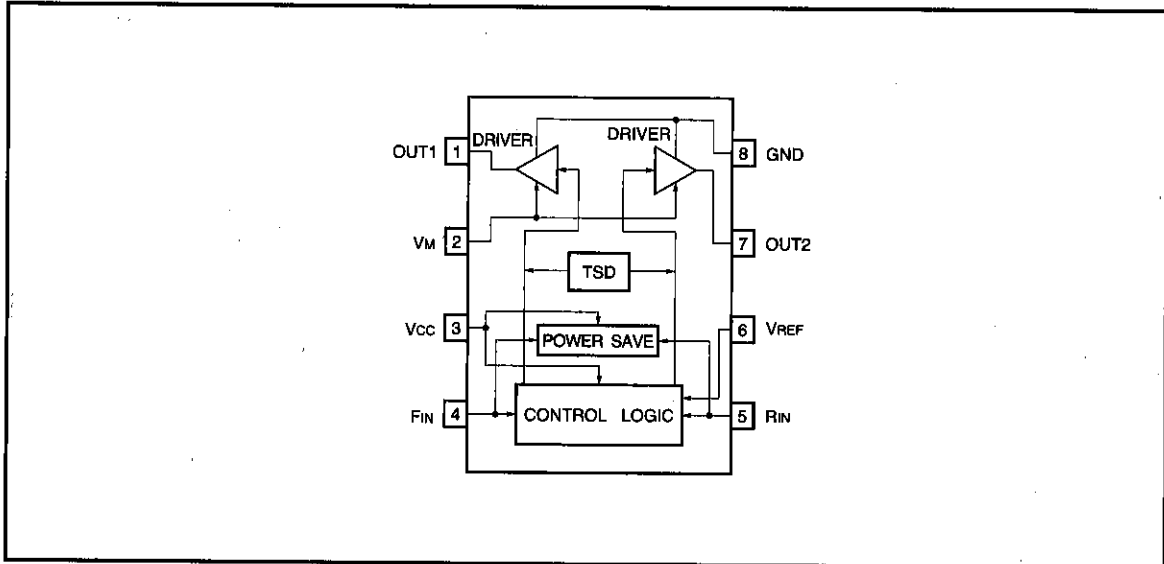 DRIVER
DRIVER
OUT1 1
8 GND
VM 2
7 OUT2
TSD
VCC 3
6 VREF
POWER SAVE
FIN 4
CONTROL LOGIC
5 RIN